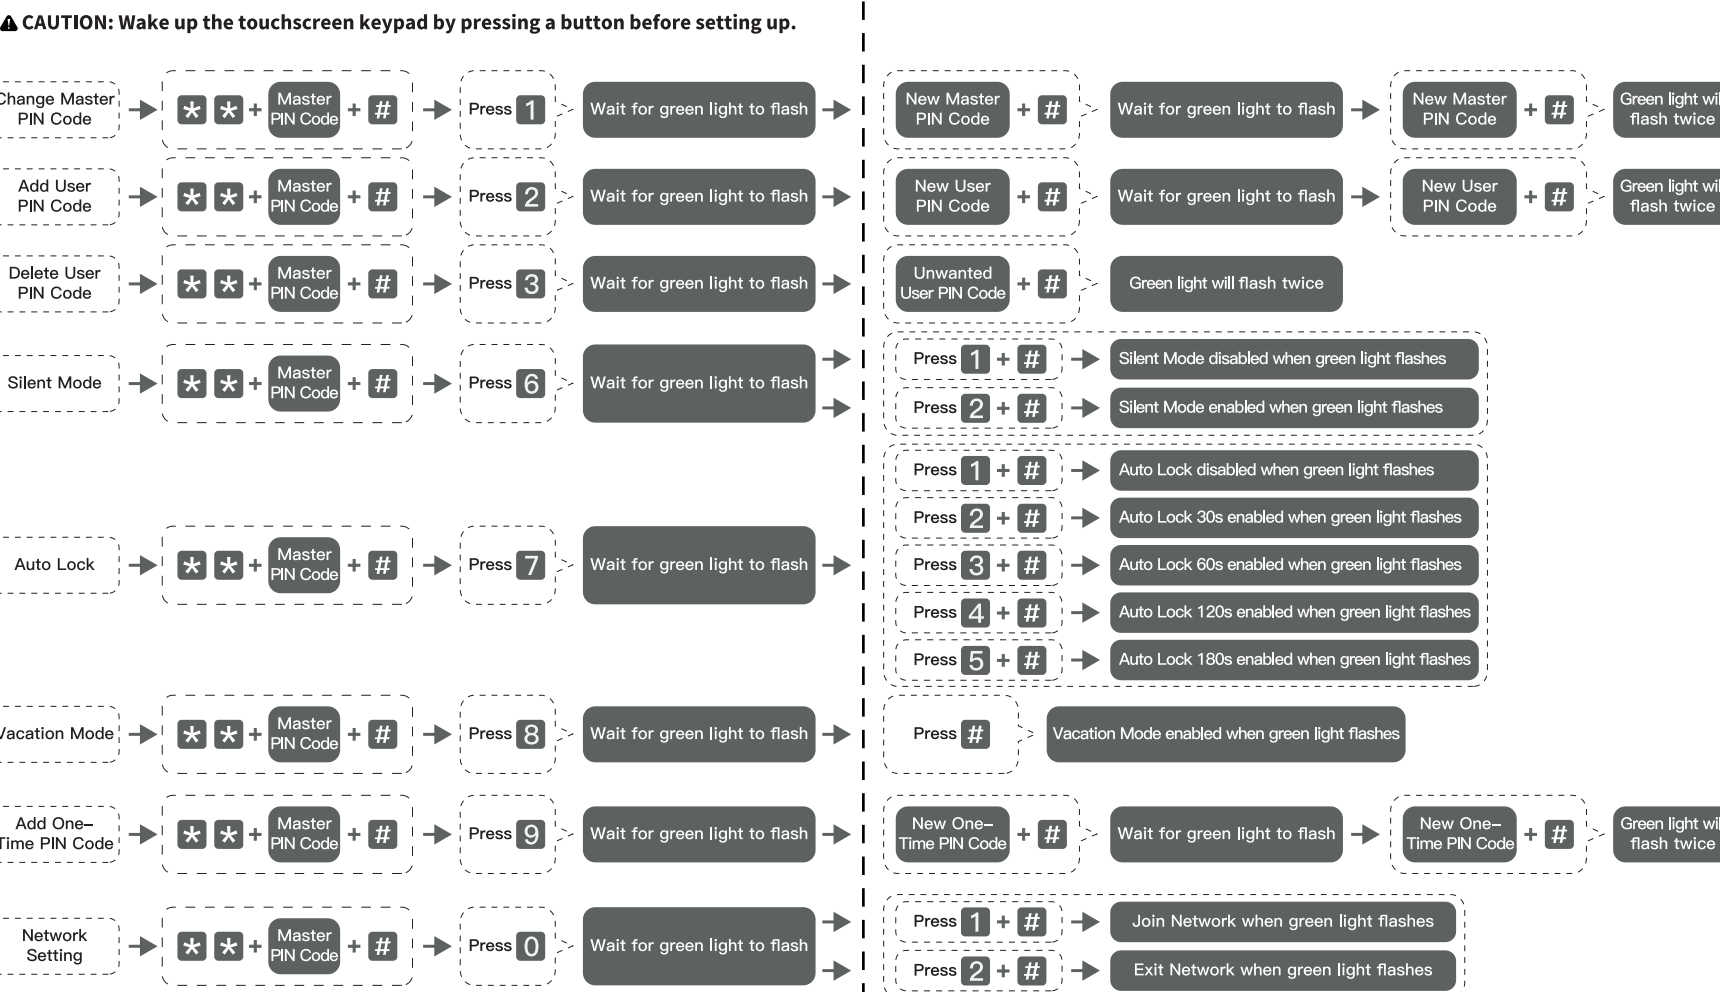 CAUTION: Wake up the touchscreen keypad by pressing a button before setting up.
Change Master
PIN Code
* * + Master PIN Code + #
Press 1
Wait for green light to flash
New Master PIN Code + #
Wait for green light to flash
New Master PIN Code + #
Green light will
flash twice
Add User
PIN Code
* * + Master PIN Code + #
Press 2
Wait for green light to flash
New User PIN Code + #
Wait for green light to flash
New User PIN Code + #
Green light will
flash twice
Delete User
PIN Code
* * + Master PIN Code + #
Press 3
Wait for green light to flash
Unwanted User PIN Code + #
Green light will flash twice
Silent Mode
* * + Master PIN Code + #
Press 6
Wait for green light to flash
Press 1 + #
Silent Mode disabled when green light flashes
Press 2 + #
Silent Mode enabled when green light flashes
Auto Lock
* * + Master PIN Code + #
Press 7
Wait for green light to flash
Press 1 + #
Auto Lock disabled when green light flashes
Press 2 + #
Auto Lock 30s enabled when green light flashes
Press 3 + #
Auto Lock 60s enabled when green light flashes
Press 4 + #
Auto Lock 120s enabled when green light flashes
Press 5 + #
Auto Lock 180s enabled when green light flashes
Vacation Mode
* * + Master PIN Code + #
Press 8
Wait for green light to flash
Press #
Vacation Mode enabled when green light flashes
Add One–
Time PIN Code
* * + Master PIN Code + #
Press 9
Wait for green light to flash
New One– Time PIN Code + #
Wait for green light to flash
New One– Time PIN Code + #
Green light will
flash twice
Network
Setting
* * + Master PIN Code + #
Press 0
Wait for green light to flash
Press 1 + #
Join Network when green light flashes
Press 2 + #
Exit Network when green light flashes